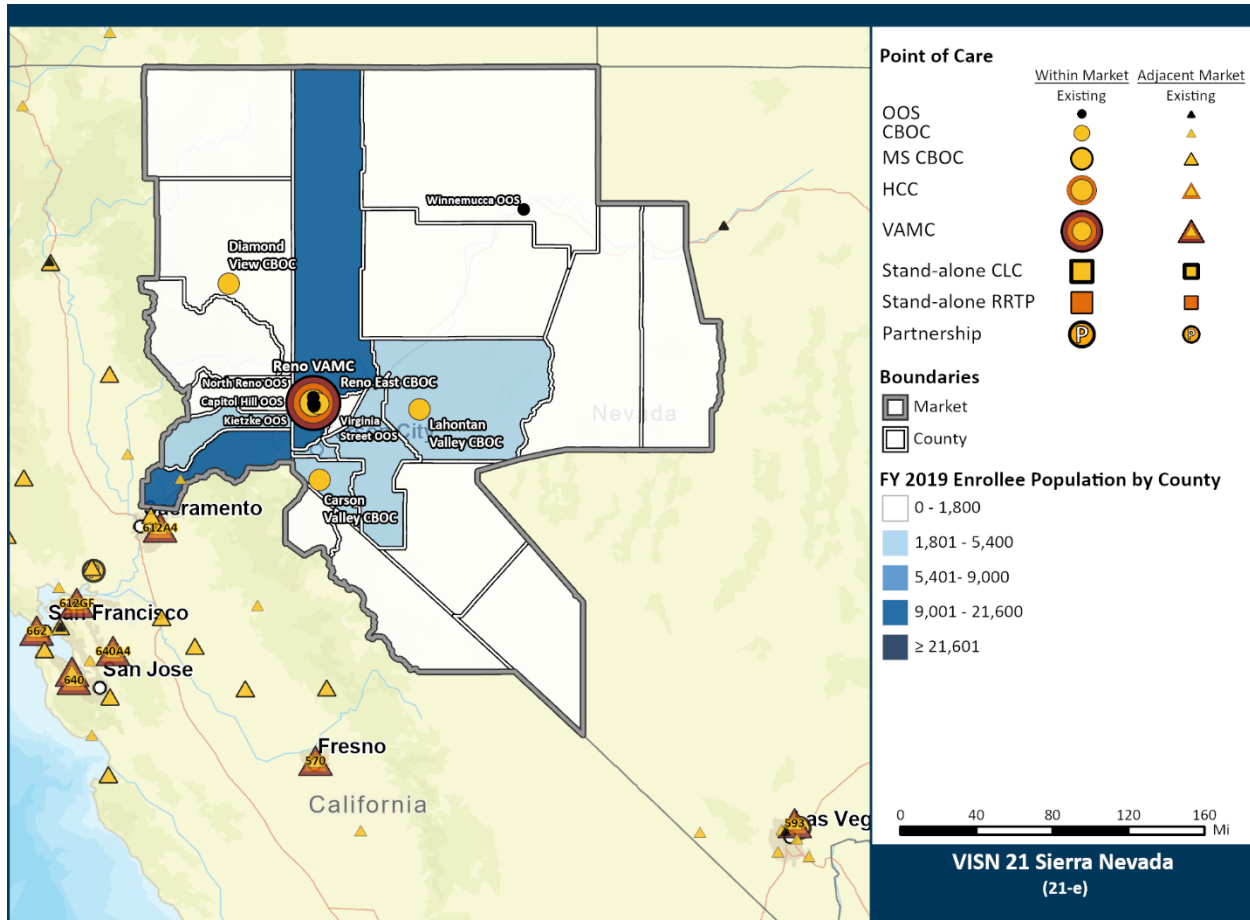 Winnemucca OOS
Diamond
View CBOC
Reno VAMC
North Reno OOS
Reno East CBOC
Capitol Hill OOS
Kietzke OOS
Virginia
Street OOS
City
Lahontan
Valley CBOC
Nevada
Carson
Valley CBOC
Sacramento
612A4
612GF
San Francisco
662
640A4
San Jose
640
Fresno
570
California
593
Las Veg
Point of Care
Within Market
Adjacent Market
Existing
Existing
OOS
CBOC
MS CBOC
HCC
VAMC
Stand-alone CLC
Stand-alone RRTP
Partnership
P
P
Boundaries
Market
County
FY 2019 Enrollee Population by County
0 - 1,800
1,801 - 5,400
5,401- 9,000
9,001 - 21,600
≥ 21,601
0 40 80 120 160
Mi
VISN 21 Sierra Nevada
(21-e)